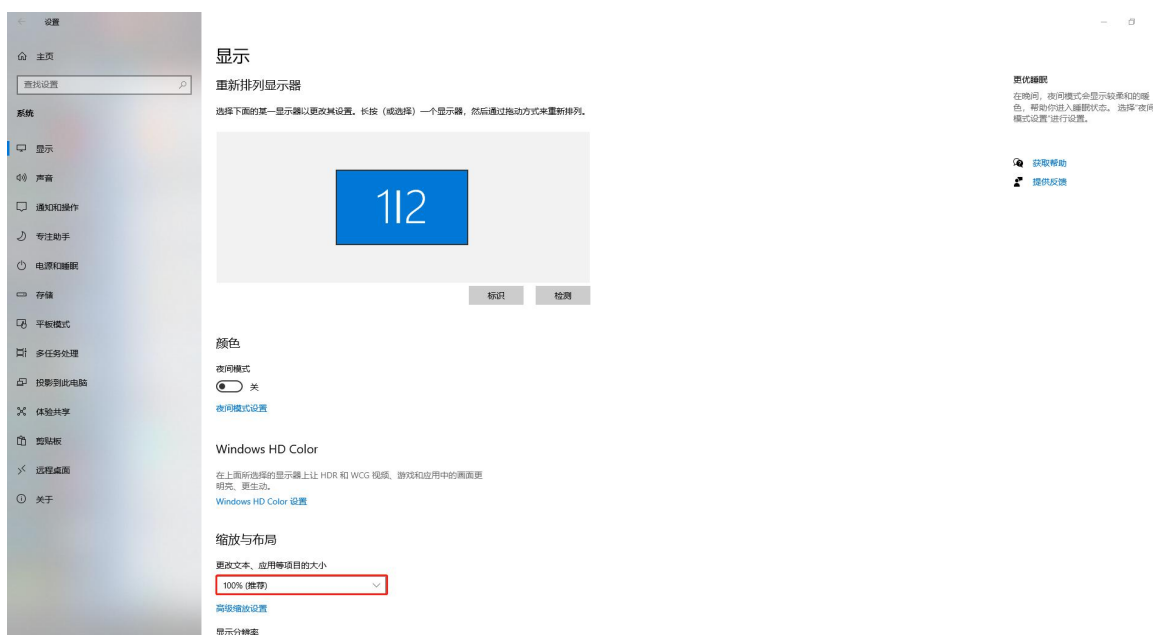 设置
主页
查找设置
系统
显示
声音
通知和操作
专注助手
电源和睡眠
存储
平板模式
多任务处理
投影到此电脑
体验共享
剪贴板
远程桌面
关于
显示
重新排列显示器
选择下面的某一显示器以更改其设置。长按（或选择）一个显示器，然后通过拖动方式来重新排列。
1|2
标识
检测
颜色
夜间模式
关
夜间模式设置
Windows HD Color
在上面所选择的显示器上让 HDR 和 WCG 视频、游戏和应用中的画面更
明亮、更生动。
Windows HD Color 设置
缩放与布局
更改文本、应用等项目的大小
100% (推荐)
高级缩放设置
显示分辨率
更优睡眠
在晚间，夜间模式会显示较柔和的暖
色，帮助你进入睡眠状态。 选择“夜间
模式设置”进行设置。
获取帮助
提供反馈